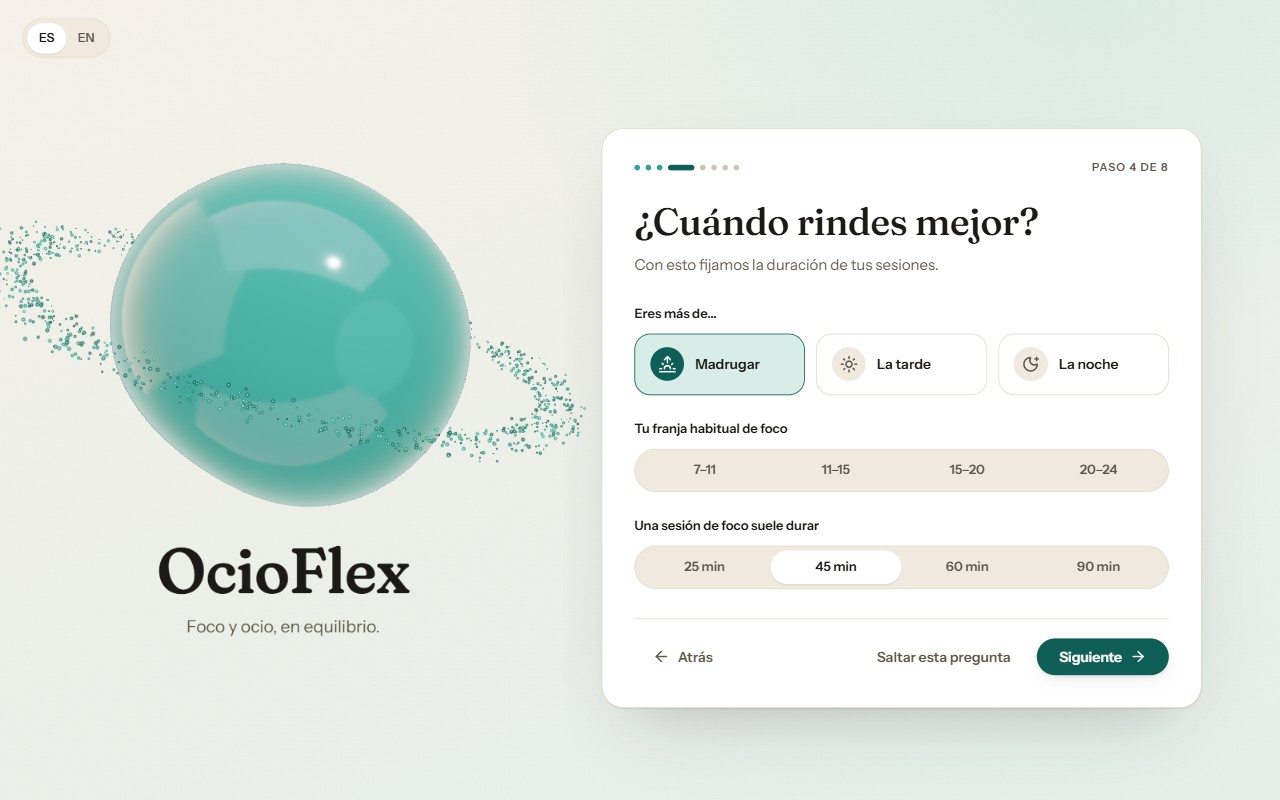 ES EN
OcioFlex
Foco y ocio, en equilibrio.
PASO 4 DE 8
¿Cuándo rindes mejor?
Con esto fijamos la duración de tus sesiones.
Eres más de...
Madrugar La tarde La noche
Tu franja habitual de foco
7–11 11–15 15–20 20–24
Una sesión de foco suele durar
25 min 45 min 60 min 90 min
Atrás Saltar esta pregunta Siguiente